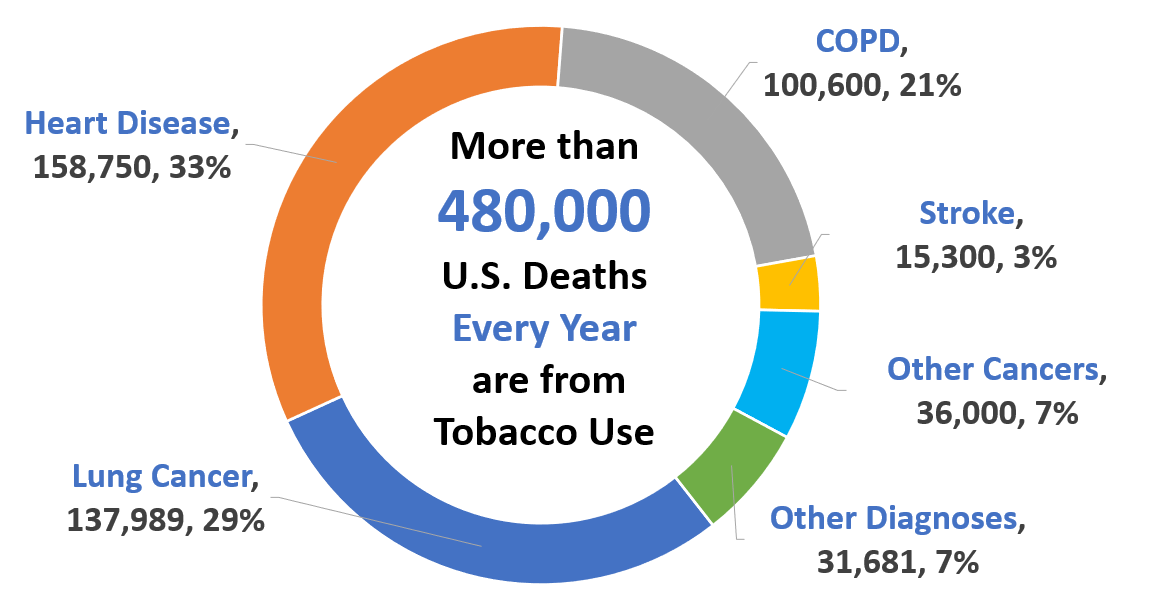 More than
480,000
U.S. Deaths
Every Year
are from
Tobacco Use
COPD,
100,600, 21%
Stroke,
15,300, 3%
Other Cancers,
36,000, 7%
Other Diagnoses,
31,681, 7%
Lung Cancer,
137,989, 29%
Heart Disease,
158,750, 33%